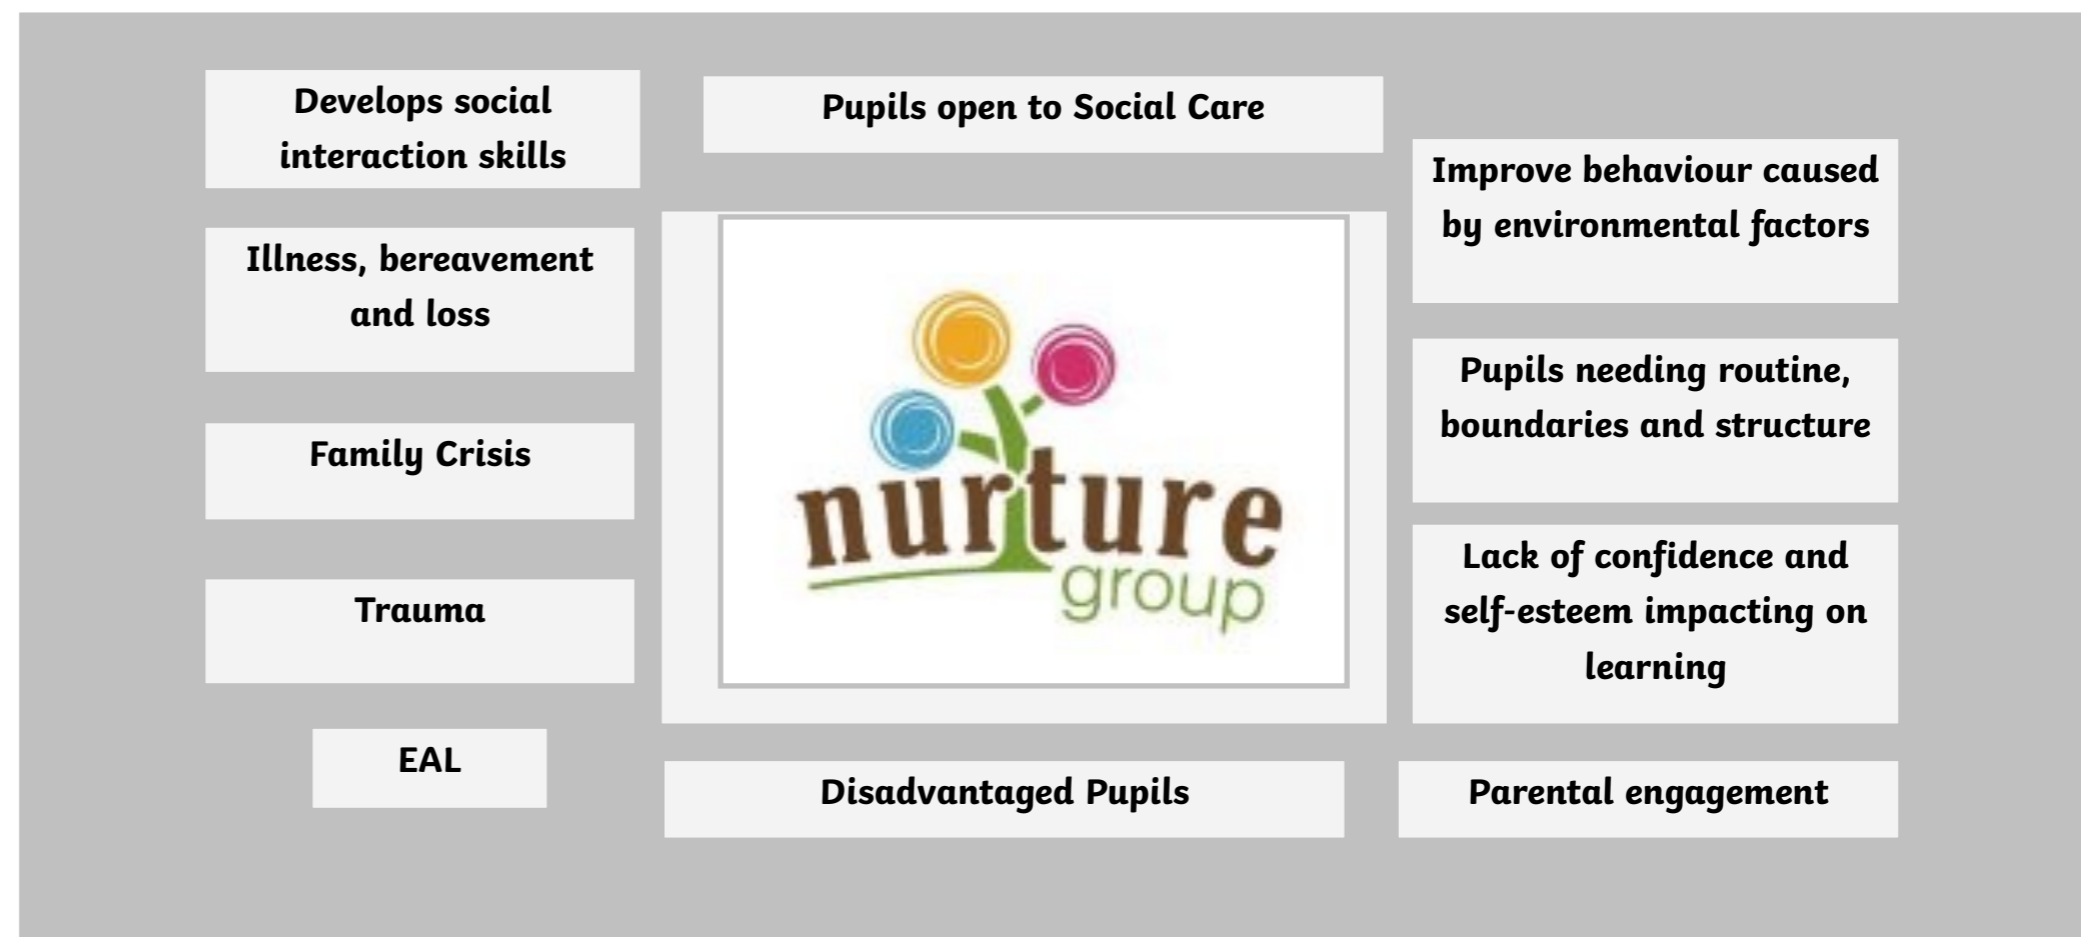 Develops social
interaction skills
Pupils open to Social Care
Improve behaviour caused
by environmental factors
Illness, bereavement
and loss
nurture
group
Pupils needing routine,
boundaries and structure
Family Crisis
Lack of confidence and
self-esteem impacting on
learning
Trauma
EAL
Disadvantaged Pupils
Parental engagement